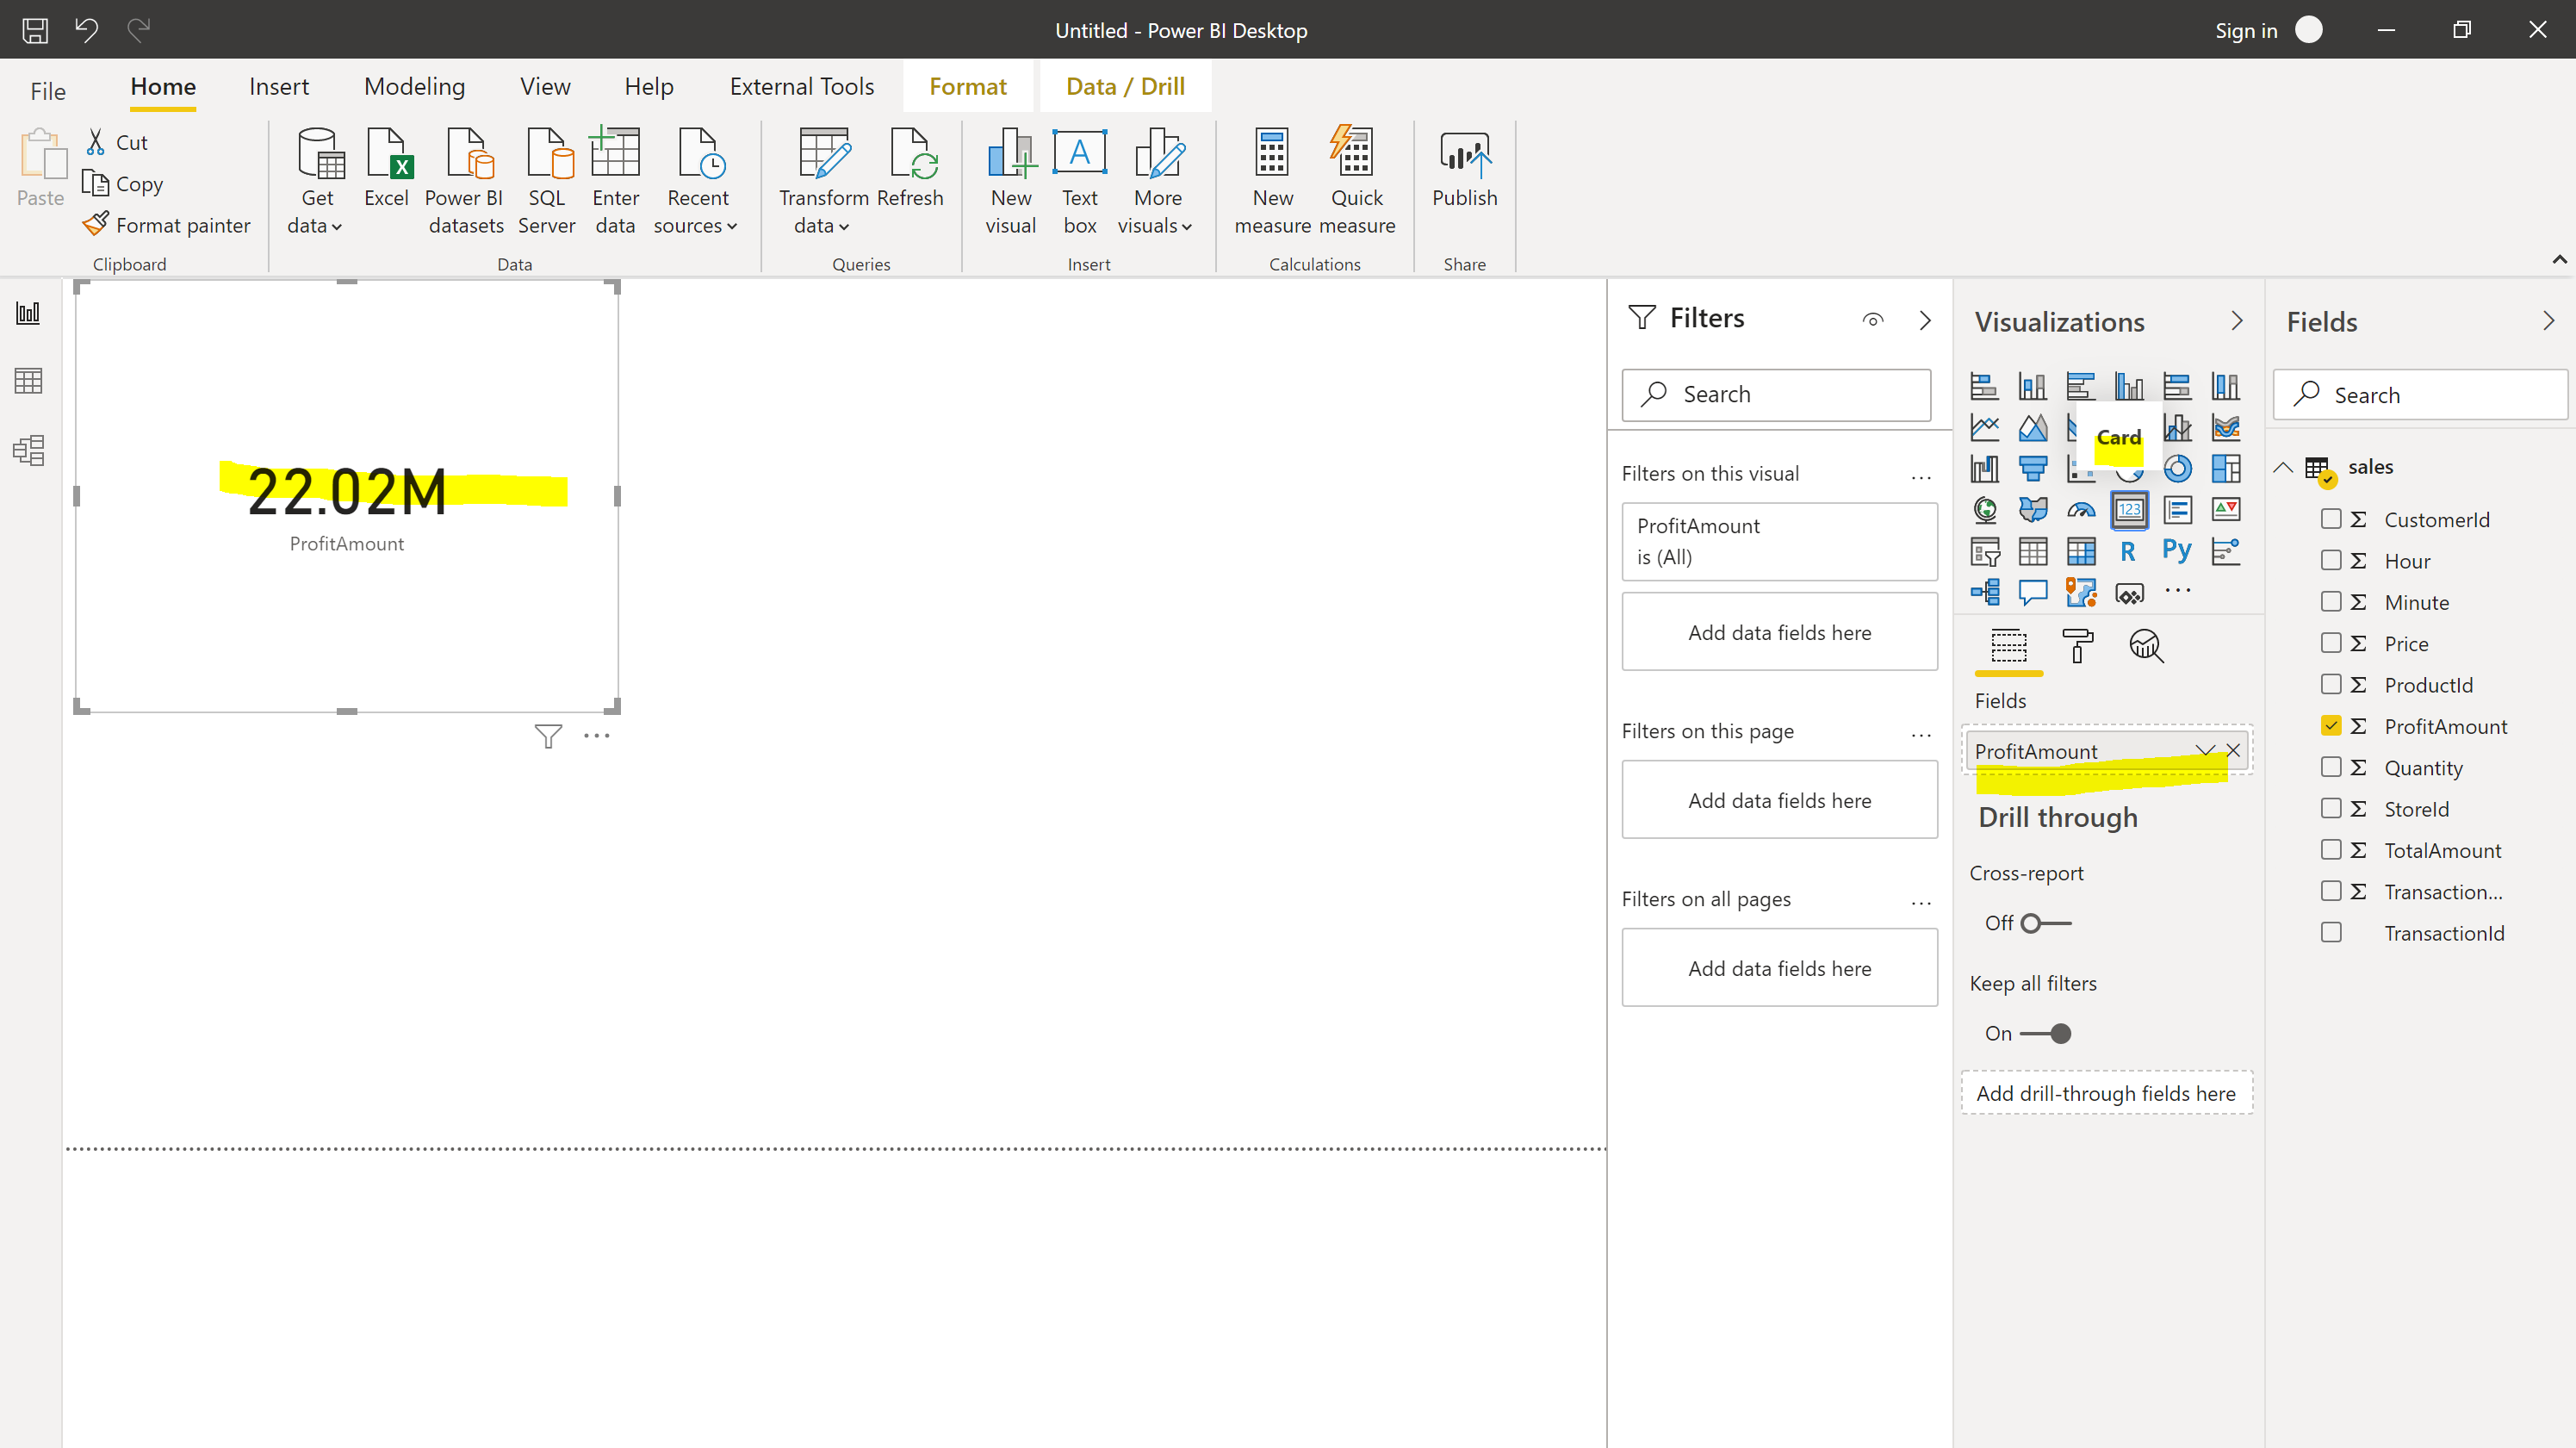 Untitled - Power BI Desktop
Sign in
File
Home
Insert
Modeling
View
Help
External Tools
Format
Data / Drill
Paste
Cut
Copy
Format painter
Clipboard
Get data
Excel
Power BI datasets
SQL Server
Enter data
Recent sources
Data
Transform data
Refresh
Queries
New visual
A
Text box
More visuals
Insert
New measure
Quick measure
Calculations
Publish
Share
22.02M
ProfitAmount
Filters
Search
Filters on this visual
...
ProfitAmount
is (All)
Add data fields here
Filters on this page
...
Add data fields here
Filters on all pages
...
Add data fields here
Visualizations
Card
123
R
Py
...
Fields
ProfitAmount
Drill through
Cross-report
Off
Keep all filters
On
Add drill-through fields here
Fields
Search
sales
Σ CustomerId
Σ Hour
Σ Minute
Σ Price
Σ ProductId
Σ ProfitAmount
Σ Quantity
Σ StoreId
Σ TotalAmount
Σ Transaction...
TransactionId